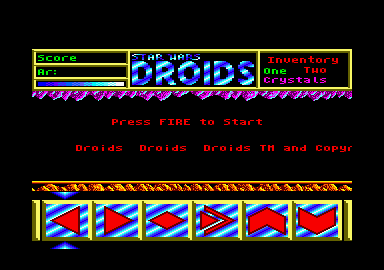 Score
Ar:
STAR WARS
DROIDS
Inventory
One TWO
Crystals
Press FIRE to Start
Droids Droids Droids TM and Copyr